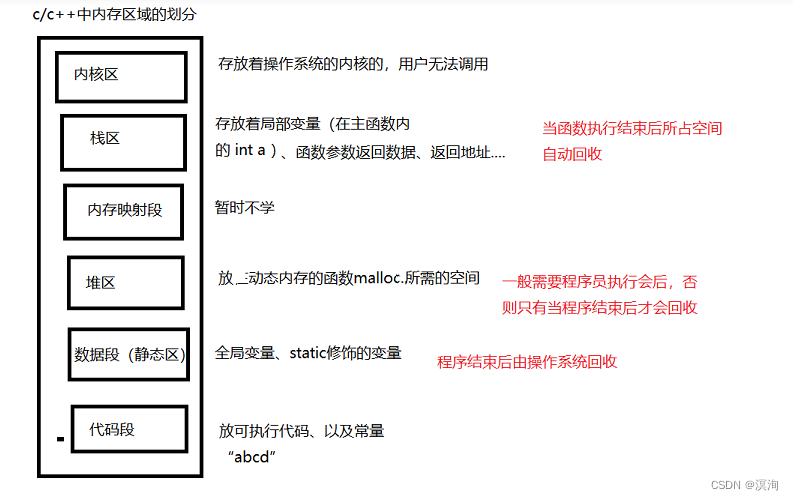 c/c++中内存区域的划分
内核区
存放着操作系统的内核的，用户无法调用
栈区
存放着局部变量（在主函数内
的 int a ）、函数参数返回数据、返回地址....
当函数执行结束后所占空间
自动回收
内存映射段
暂时不学
堆区
放 动态内存的函数malloc.所需的空间
一般需要程序员执行会后，否
则只有当程序结束后才会回收
数据段（静态区）
全局变量、static修饰的变量
程序结束后由操作系统回收
代码段
放可执行代码、以及常量
“abcd”
CSDN @溟洵